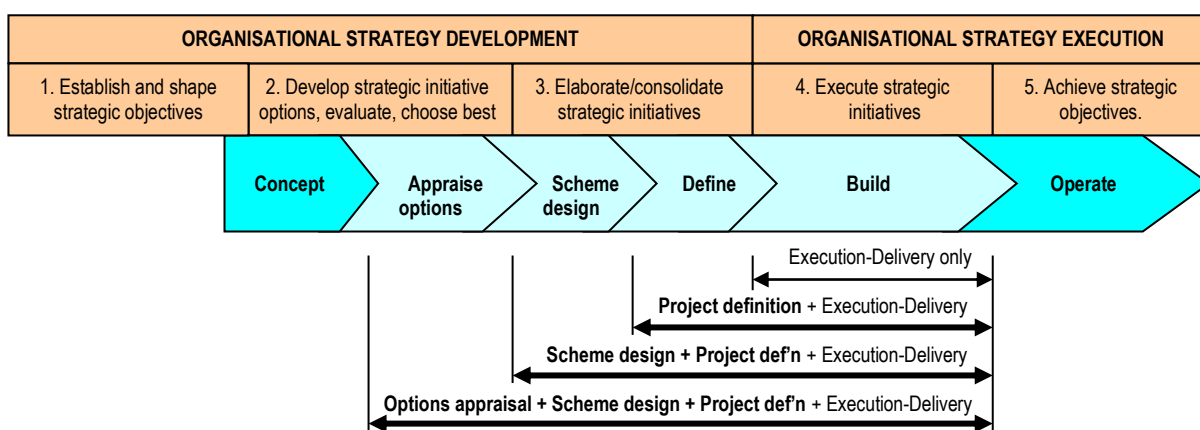 ORGANISATIONAL STRATEGY DEVELOPMENT
ORGANISATIONAL STRATEGY EXECUTION
1. Establish and shape
strategic objectives
2. Develop strategic initiative
options, evaluate, choose best
3. Elaborate/consolidate
strategic initiatives
4. Execute strategic
initiatives
5. Achieve strategic
objectives.
Concept
Appraise
options
Scheme
design
Define
Build
Operate
Execution-Delivery only
Project definition + Execution-Delivery
Scheme design + Project def'n + Execution-Delivery
Options appraisal + Scheme design + Project def'n + Execution-Delivery